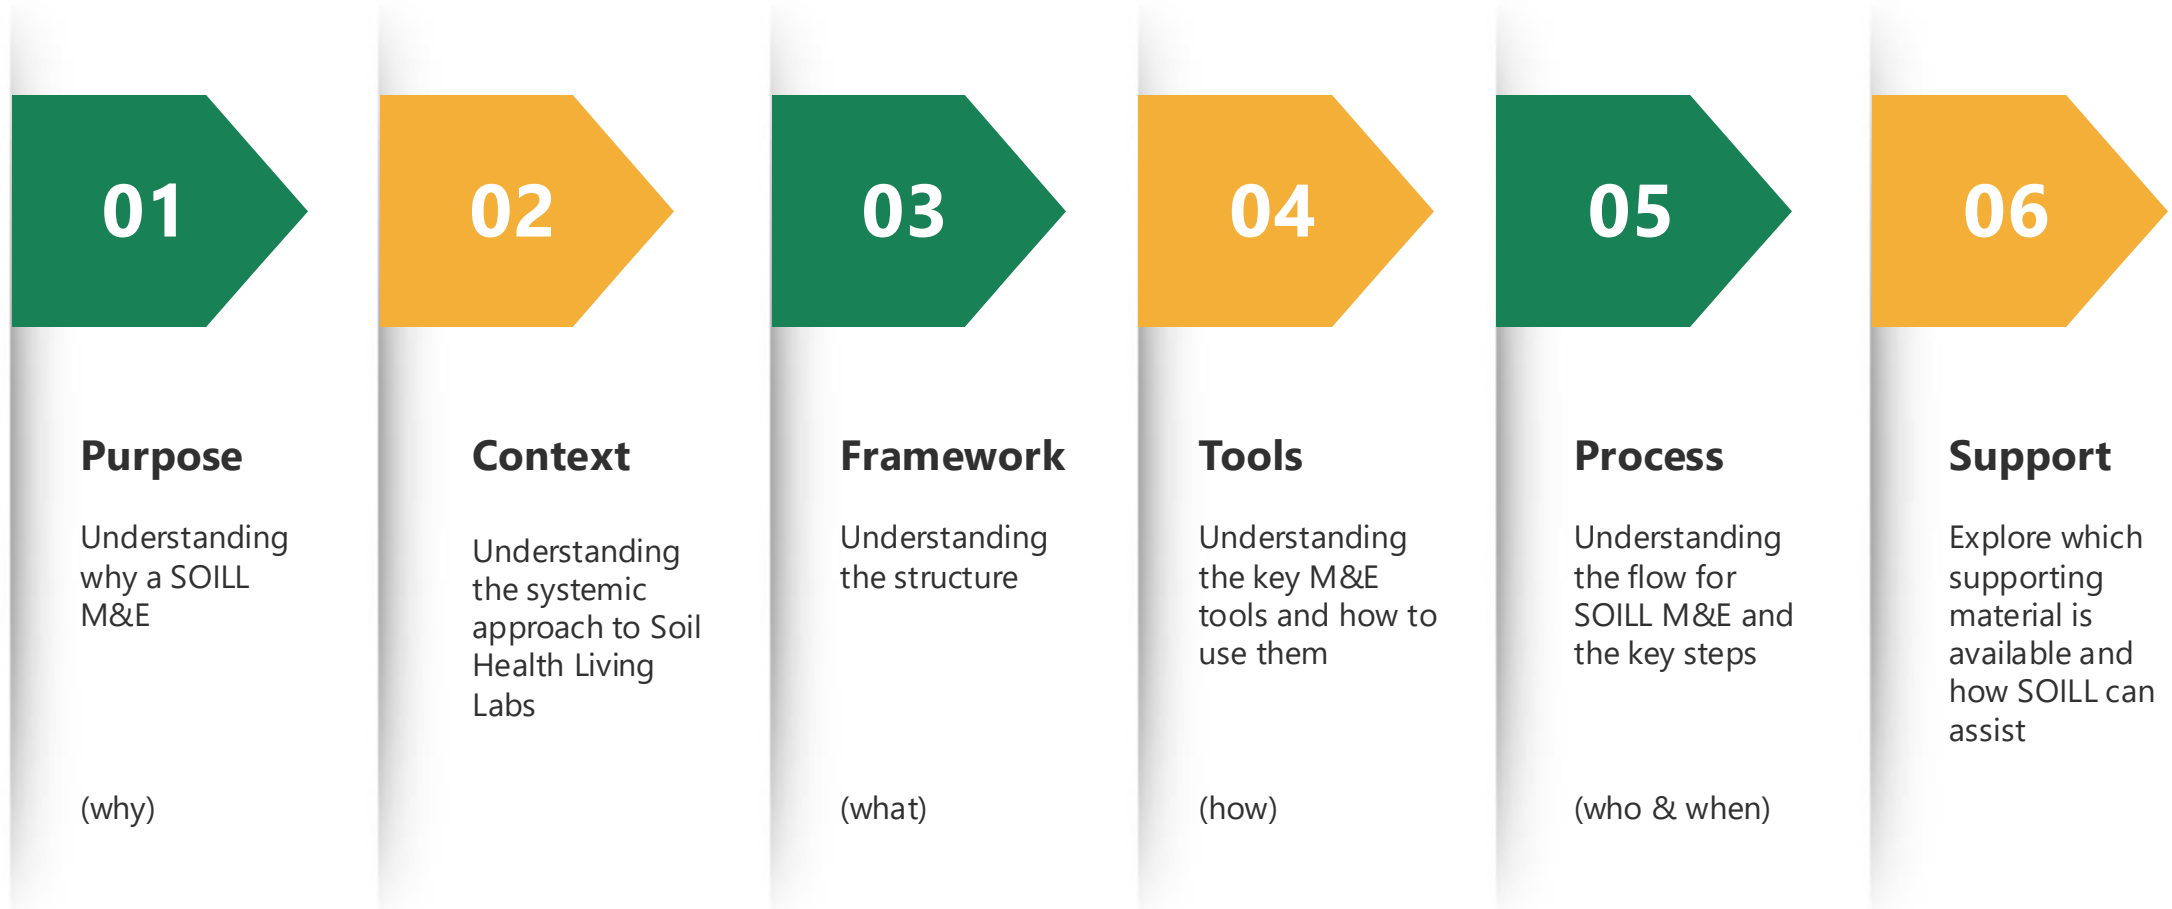 01
Purpose
Understanding
why a SOILL
M&E
(why)
02
Context
Understanding
the systemic
approach to Soil
Health Living
Labs
03
Framework
Understanding
the structure
(what)
04
Tools
Understanding
the key M&E
tools and how to
use them
(how)
05
Process
Understanding
the flow for
SOILL M&E and
the key steps
(who & when)
06
Support
Explore which
supporting
material is
available and
how SOILL can
assist